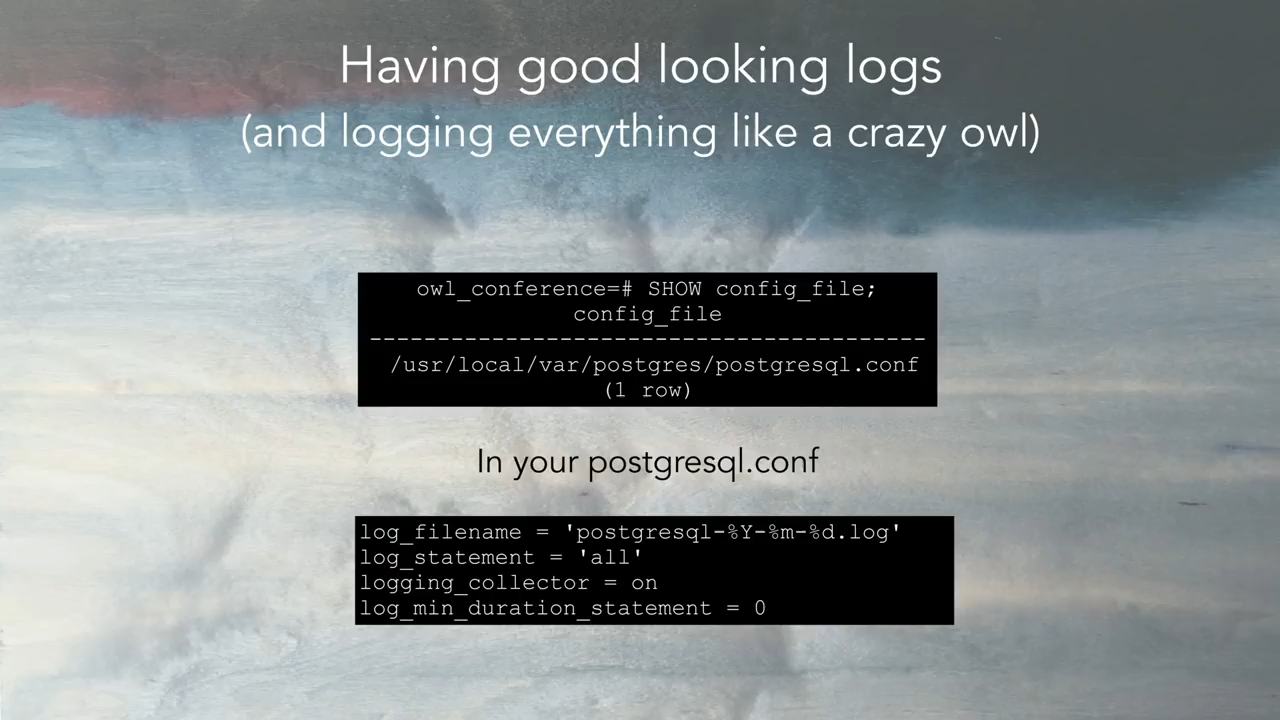 Having good looking logs
(and logging everything like a crazy owl)
owl_conference=# SHOW config_file;
config_file
-----------------------------------------
/usr/local/var/postgres/postgresql.conf
(1 row)
In your postgresql.conf
log_filename = 'postgresql-%Y-%m-%d.log'
log_statement = 'all'
logging_collector = on
log_min_duration_statement = 0